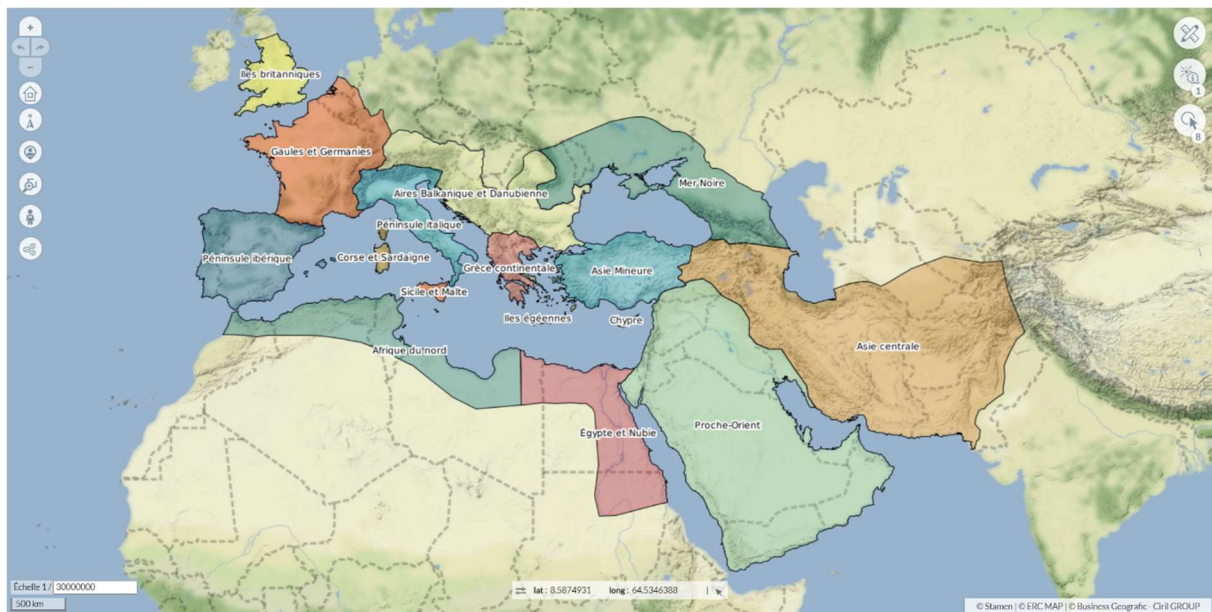 +
−
N
1
8
Iles britanniques
Gaules et Germanies
Aires Balkanique et Danubienne
Mer Noire
Péninsule italique
Péninsule ibérique
Corse et Sardaigne
Grèce continentale
Asie Mineure
Sicile et Malte
Iles égéennes
Chypre
Asie centrale
Afrique du nord
Proche-Orient
Égypte et Nubie
Échelle 1 / 30000000
lat : 8.5874931 long : 64.5346388
500 km
© Stamen | © ERC MAP | © Business Geografic - Ciril GROUP